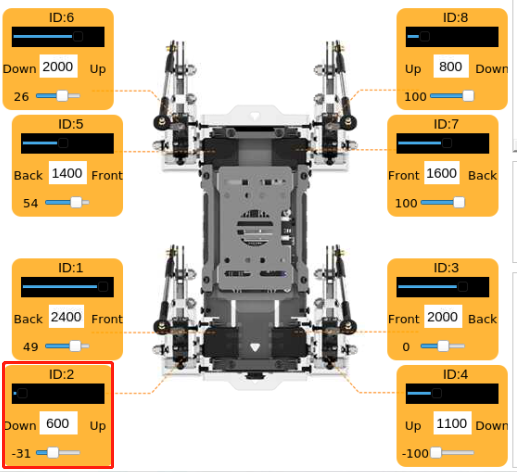 ID:6
Down 2000 Up
26
ID:8
Up 800 Down
100
ID:5
Back 1400 Front
54
ID:7
Front 1600 Back
100
ID:1
Back 2400 Front
49
ID:3
Front 2000 Back
0
ID:2
Down 600 Up
-31
ID:4
Up 1100 Down
-100